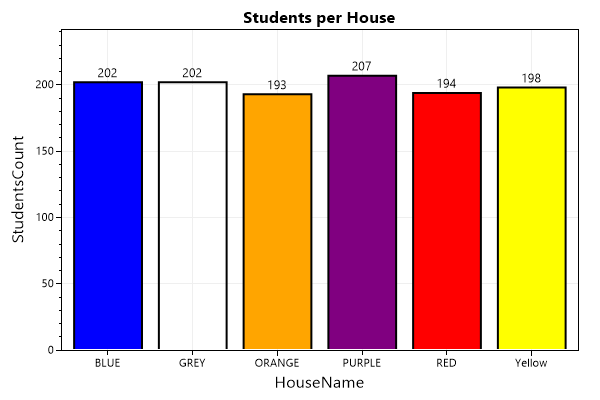 Students per House
202 202 193 207 194 198
200
150
100
50
0
StudentsCount
BLUE GREY ORANGE PURPLE RED Yellow
HouseName